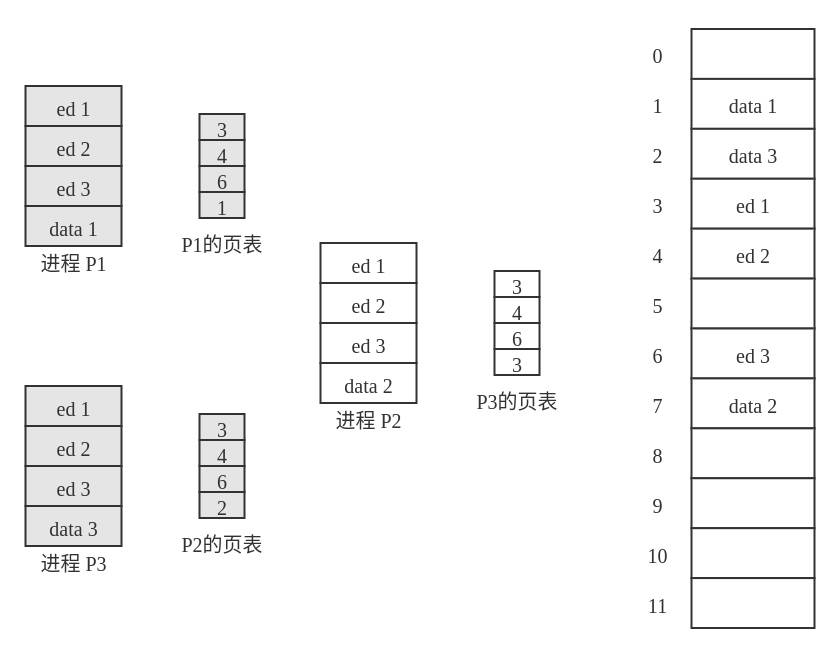 ed 1
ed 2
ed 3
data 1
进程 P1
3
4
6
1
P1的页表
ed 1
ed 2
ed 3
data 2
进程 P2
3
4
6
3
P3的页表
ed 1
ed 2
ed 3
data 3
进程 P3
3
4
6
2
P2的页表
0
1 data 1
2 data 3
3 ed 1
4 ed 2
5
6 ed 3
7 data 2
8
9
10
11